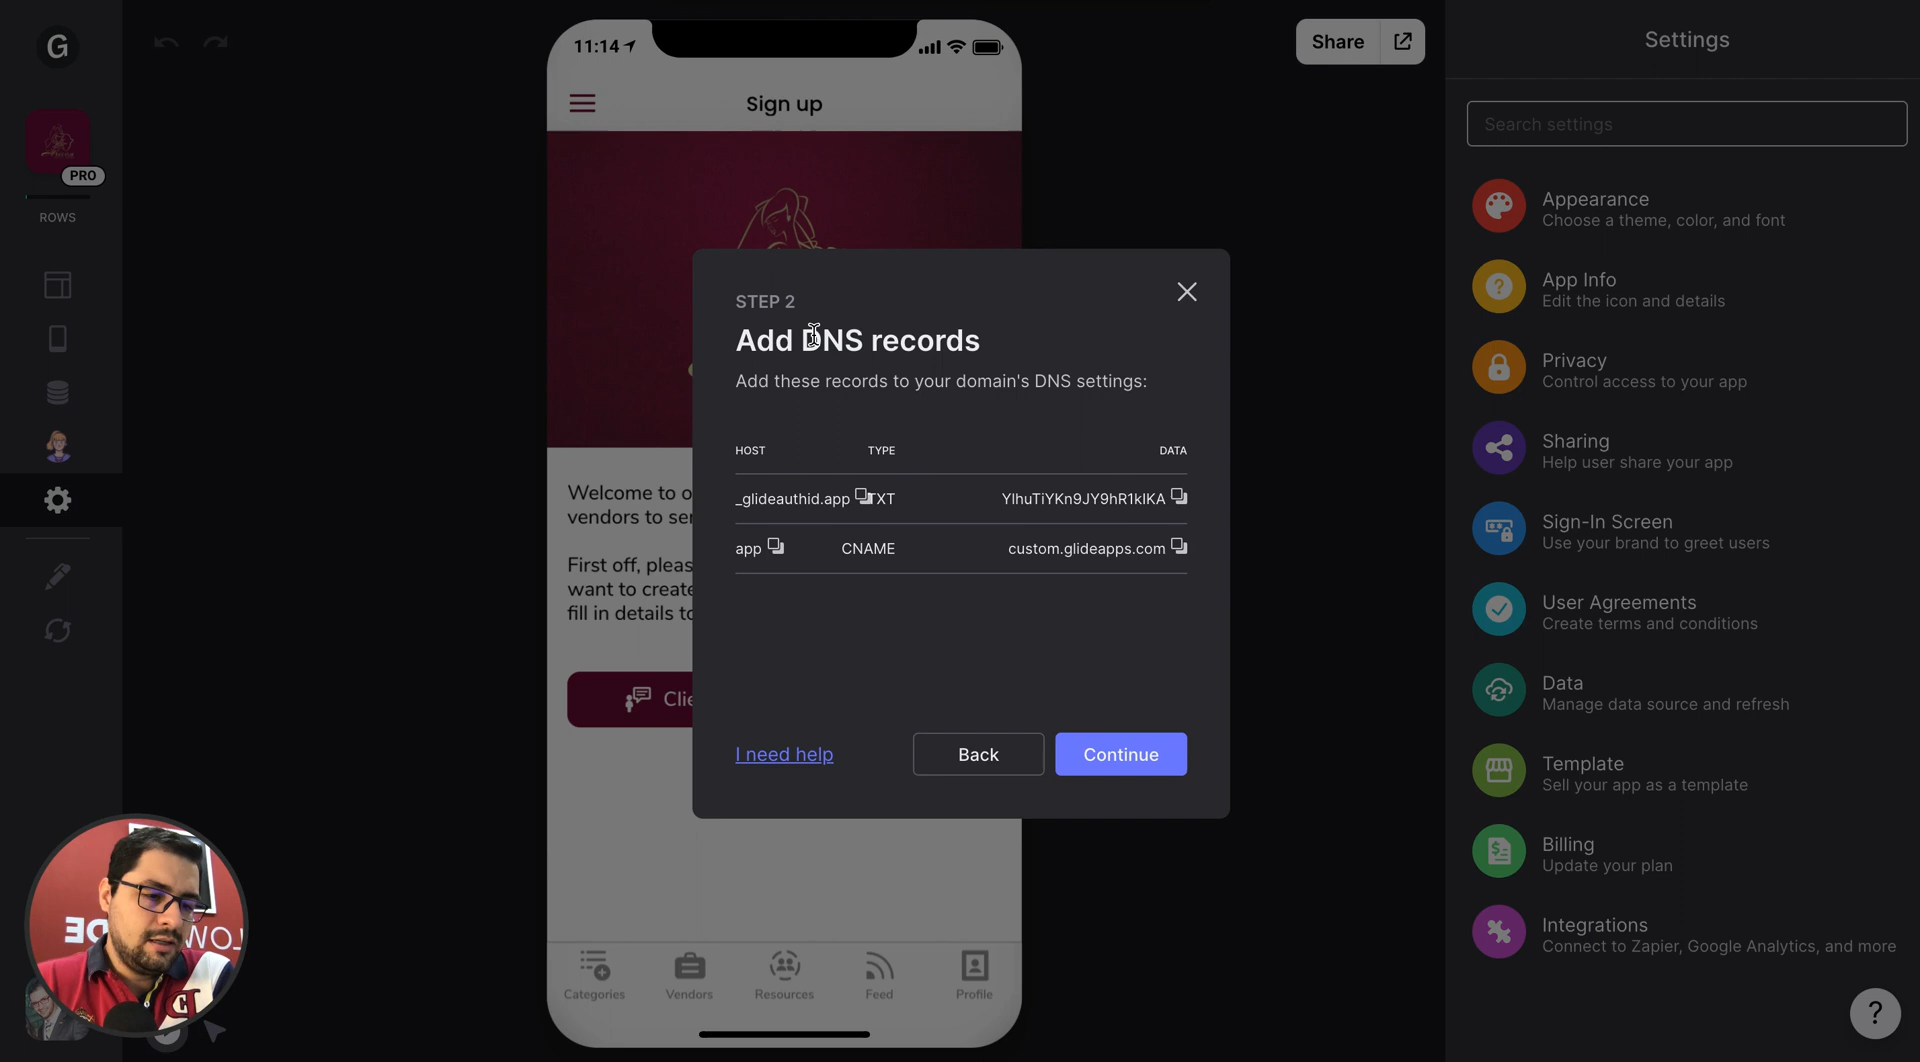 G
11:14
Share
Settings
Sign up
Search settings
PRO
ROWS
Appearance
Choose a theme, color, and font
App Info
Edit the icon and details
Privacy
Control access to your app
Sharing
Help user share your app
Sign-In Screen
Use your brand to greet users
User Agreements
Create terms and conditions
Data
Manage data source and refresh
Template
Sell your app as a template
Billing
Update your plan
Integrations
Connect to Zapier, Google Analytics, and more
STEP 2
Add DNS records
Add these records to your domain's DNS settings:
HOST TYPE DATA
_glideauthid.app TXT YlhuTiYKn9JY9hR1kIKA
app CNAME custom.glideapps.com
I need help
Back
Continue
Welcome to
vendors to
First off,
want to
fill in details
Categories
Vendors
Resources
Feed
Profile
?